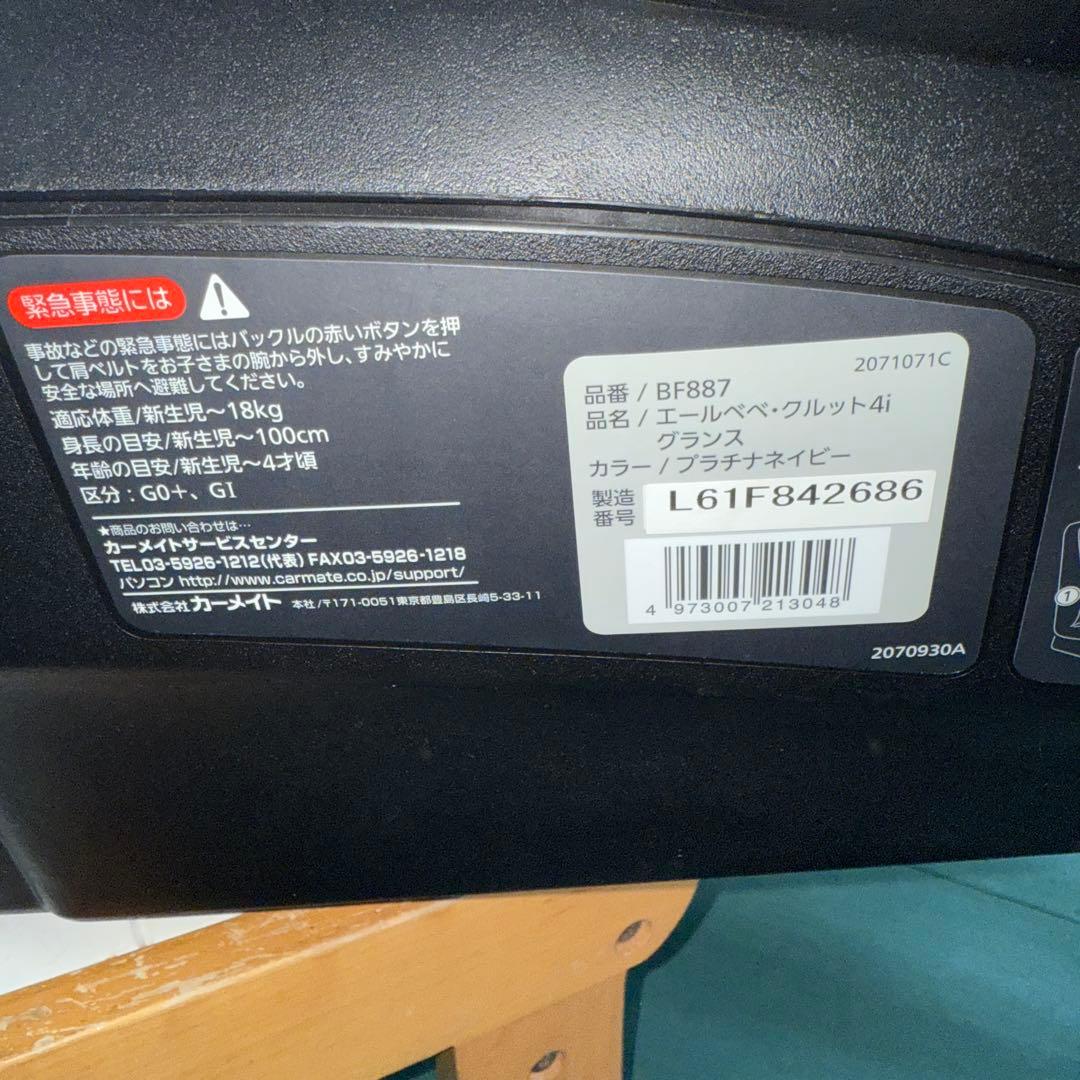 緊急事態には
事故などの緊急事態にはバックルの赤いボタンを押
して肩ベルトをお子さまの腕から外し、すみやかに
安全な場所へ避難してください。
適応体重/新生児～18kg
身長の目安/新生児～100cm
年齢の目安/新生児～4才頃
区分：G0+、GI
★商品のお問い合わせは…
カーメイトサービスセンター
TEL03-5926-1212(代表) FAX03-5926-1218
パソコン http://www.carmate.co.jp/support/
株式会社カーメイト 本社/〒171-0051東京都豊島区長崎5-33-11
2071071C
品番 / BF887
品名 / エールベベ・クルット4i
グランス
カラー / プラチナネイビー
製造
番号
L61F842686
4 973007 213048
2070930A
1